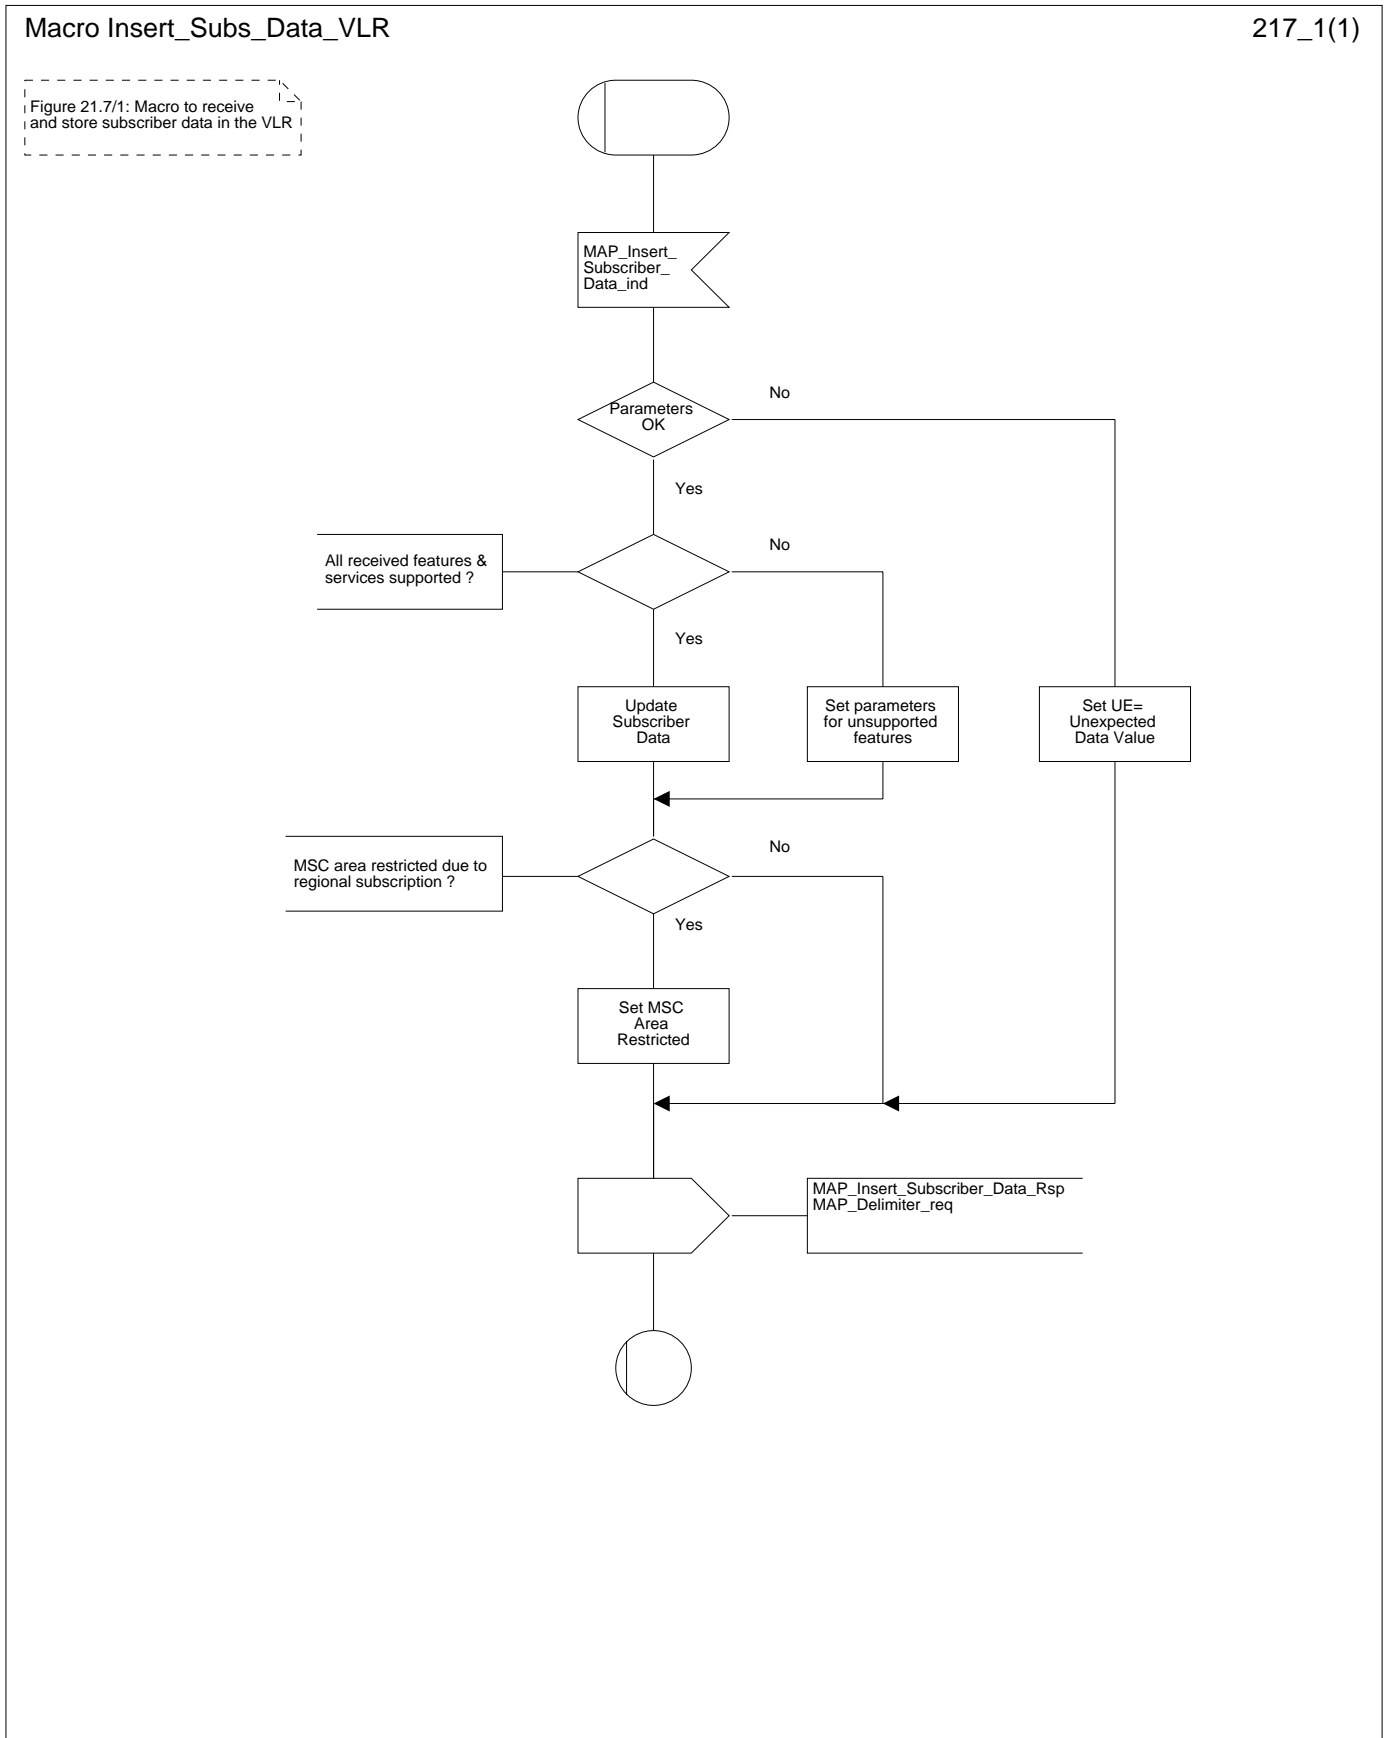 Macro Insert_Subs_Data_VLR
217_1(1)
Figure 21.7/1: Macro to receive
and store subscriber data in the VLR
MAP_Insert_
Subscriber_
Data_ind
Parameters
OK
No
Yes
All received features &
services supported ?
No
Yes
Update
Subscriber
Data
Set parameters
for unsupported
features
Set UE=
Unexpected
Data Value
MSC area restricted due to
regional subscription ?
No
Yes
Set MSC
Area
Restricted
MAP_Insert_Subscriber_Data_Rsp
MAP_Delimiter_req